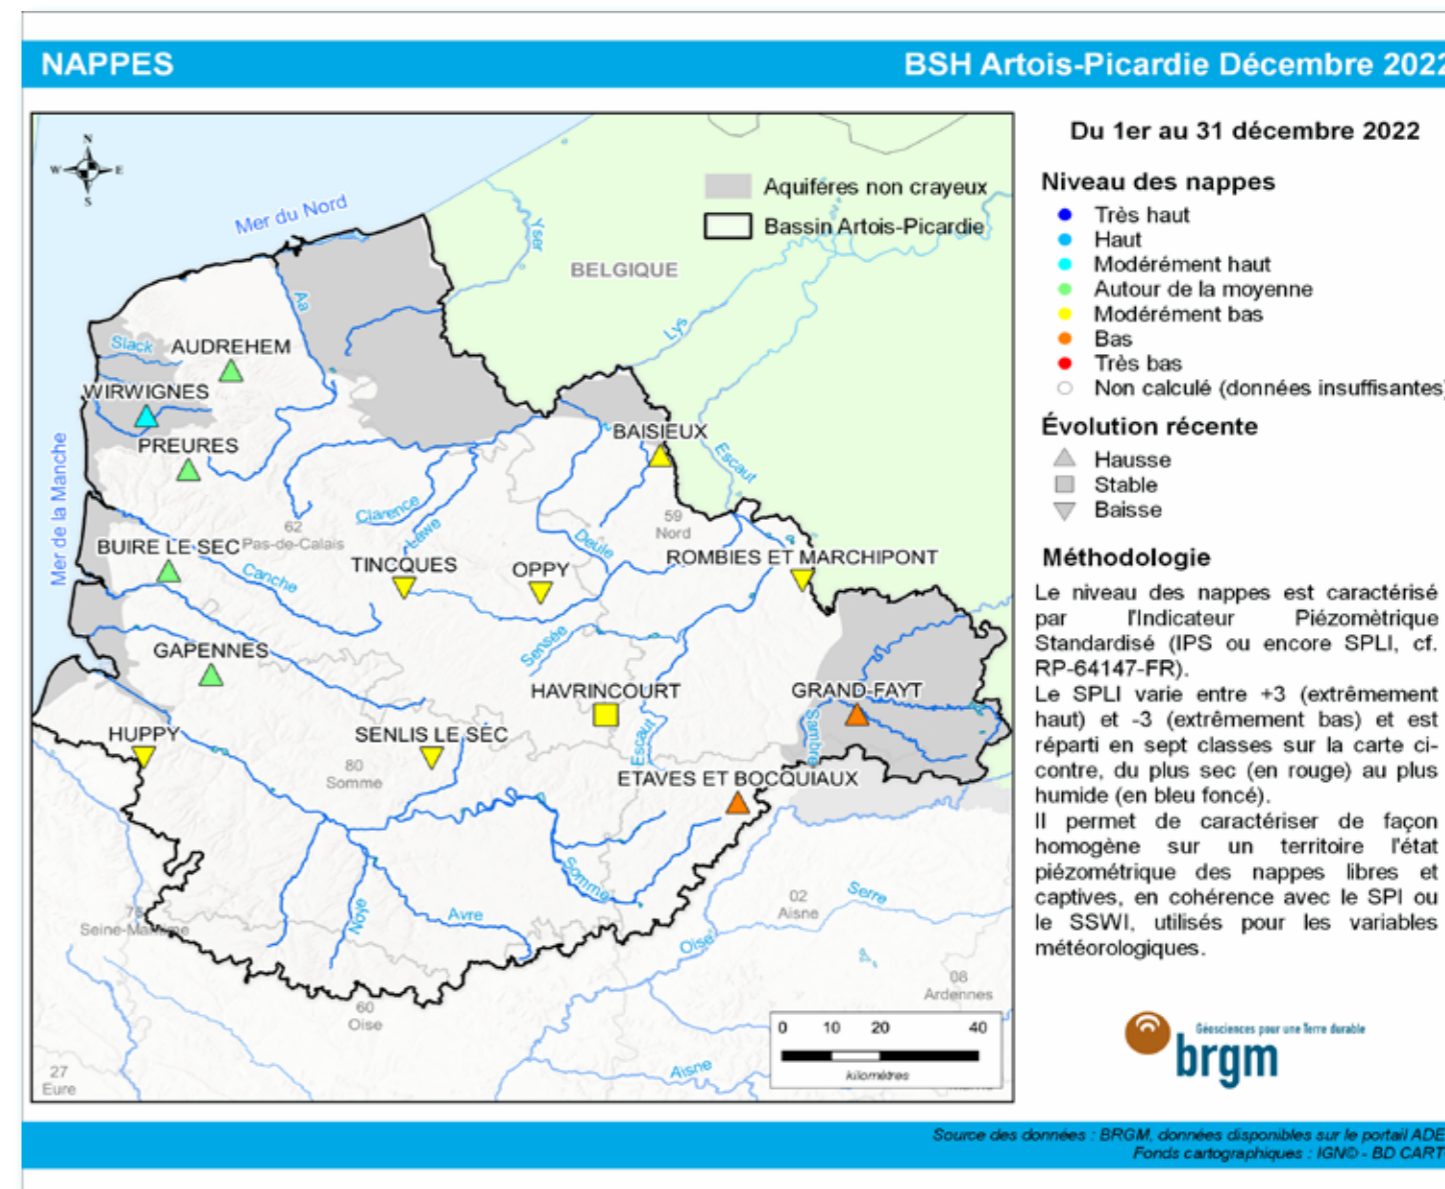 NAPPES
BSH Artois-Picardie Décembre 2022
N
W
E
S
Mer du Nord
Aquifères non crayeux
Bassin Artois-Picardie
Yser
BELGIQUE
Aa
Lys
Slack
AUDREHEM
WIRWIGNES
PREURES
BAISIEUX
Escaut
Mer de la Manche
Clarence
Lawe
62
Pas-de-Calais
59
Nord
BUIRE LE SEC
Canche
TINCQUES
OPPY
Deule
ROMBIES ET MARCHIPONT
Sensée
GAPENNES
HAVRINCOURT
GRAND-FAYT
Sambre
Escaut
HUPPY
SENLIS LE SEC
80
Somme
ETAVES ET BOCQUIAUX
Somme
Noye
Avre
76
Seine-Maritime
02
Aisne
Serre
Oise
08
Ardennes
60
Oise
27
Eure
Aisne
0 10 20 40
kilomètres
Du 1er au 31 décembre 2022
Niveau des nappes
Très haut
Haut
Modérément haut
Autour de la moyenne
Modérément bas
Bas
Très bas
Non calculé (données insuffisantes)
Évolution récente
Hausse
Stable
Baisse
Méthodologie
Le niveau des nappes est caractérisé
par l'Indicateur Piézomètrique
Standardisé (IPS ou encore SPLI, cf.
RP-64147-FR).
Le SPLI varie entre +3 (extrêmement
haut) et -3 (extrêmement bas) et est
réparti en sept classes sur la carte ci-
contre, du plus sec (en rouge) au plus
humide (en bleu foncé).
Il permet de caractériser de façon
homogène sur un territoire l'état
piézométrique des nappes libres et
captives, en cohérence avec le SPI ou
le SSWI, utilisés pour les variables
météorologiques.
Géosciences pour une Terre durable
brgm
Source des données : BRGM, données disponibles sur le portail ADE
Fonds cartographiques : IGN© - BD CART